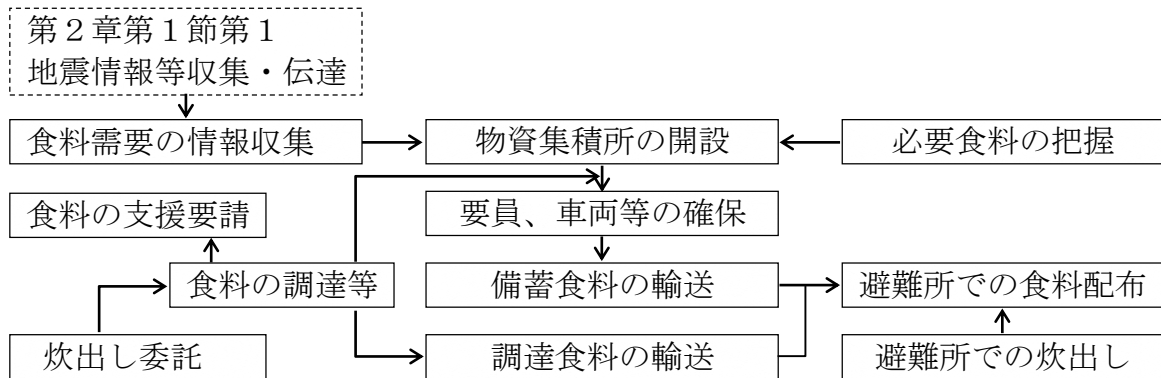 第２章第１節第１
地震情報等収集・伝達
食料需要の情報収集
物資集積所の開設
必要食料の把握
食料の支援要請
要員、車両等の確保
食料の調達等
備蓄食料の輸送
避難所での食料配布
炊出し委託
調達食料の輸送
避難所での炊出し